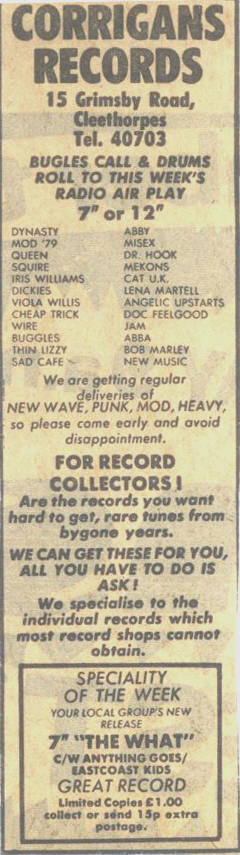 CORRIGANS
RECORDS
15 Grimsby Road,
Cleethorpes
Tel. 40703
BUGLES CALL & DRUMS
ROLL TO THIS WEEK'S
RADIO AIR PLAY
7" or 12"
DYNASTY
MOD '79
QUEEN
SQUIRE
IRIS WILLIAMS
DICKIES
VIOLA WILLIS
CHEAP TRICK
WIRE
BUGGLES
THIN LIZZY
SAD CAFE
ABBY
MISEX
DR. HOOK
MEKONS
CAT U.K.
LENA MARTELL
ANGELIC UPSTARTS
DOC FEELGOOD
JAM
ABBA
BOB MARLEY
NEW MUSIC
We are getting regular
deliveries of
NEW WAVE, PUNK, MOD, HEAVY,
so please come early and avoid
disappointment.
FOR RECORD
COLLECTORS!
Are the records you want
hard to get, rare tunes from
bygone years.
WE CAN GET THESE FOR YOU,
ALL YOU HAVE TO DO IS
ASK!
We specialise to the
individual records which
most record shops cannot
obtain.
SPECIALITY
OF THE WEEK
YOUR LOCAL GROUP'S NEW
RELEASE
7" "THE WHAT"
C/W ANYTHING GOES/
EASTCOAST KIDS
GREAT RECORD
Limited Copies £1.00
collect or send 15p extra
postage.